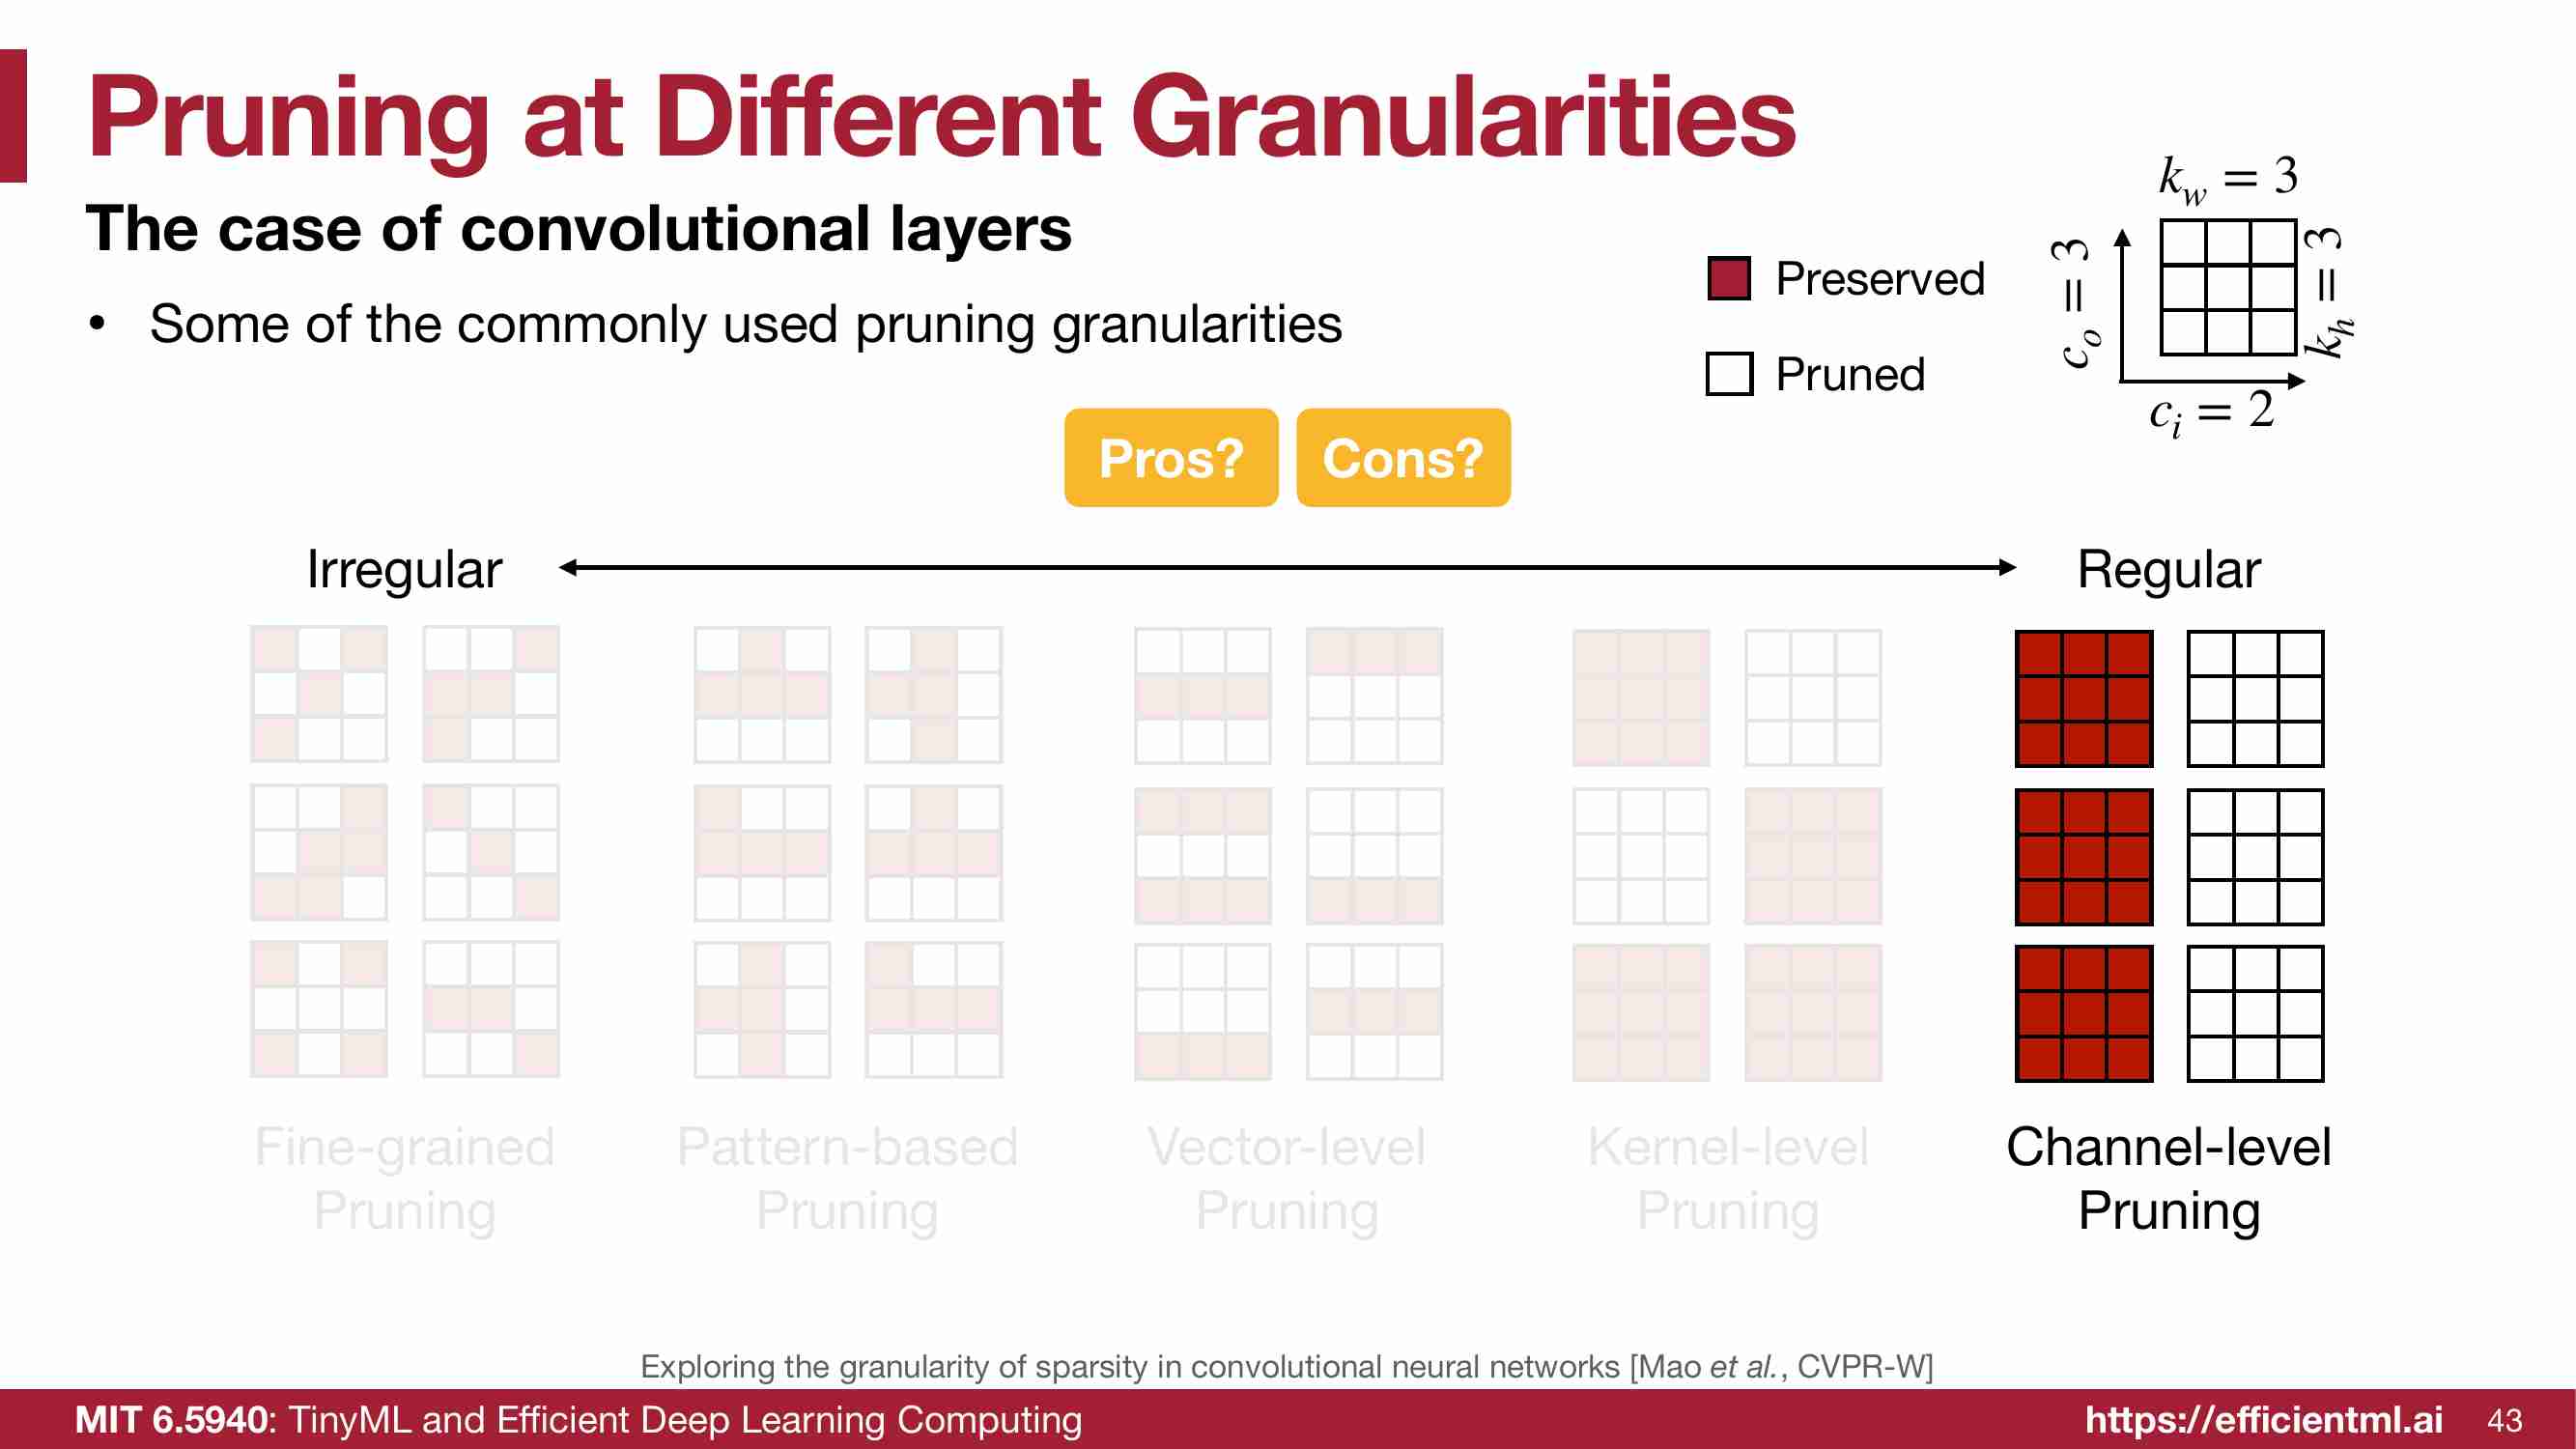 Pruning at Different Granularities
The case of convolutional layers
• Some of the commonly used pruning granularities
Preserved
Pruned
k_w = 3
c_o = 3
k_h = 3
c_i = 2
Pros?
Cons?
Irregular
Regular
Fine-grained
Pruning
Pattern-based
Pruning
Vector-level
Pruning
Kernel-level
Pruning
Channel-level
Pruning
Exploring the granularity of sparsity in convolutional neural networks [Mao et al., CVPR-W]
MIT 6.5940: TinyML and Efficient Deep Learning Computing
https://efficientml.ai
43